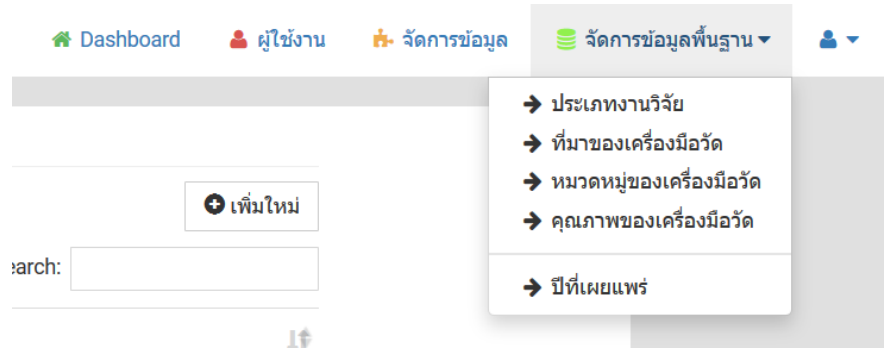 Dashboard ผู้ใช้งาน จัดการข้อมูล จัดการข้อมูลพื้นฐาน
ประเภทงานวิจัย
ที่มาของเครื่องมือวัด
หมวดหมู่ของเครื่องมือวัด
เพิ่มใหม่
คุณภาพของเครื่องมือวัด
earch:
ปีที่เผยแพร่